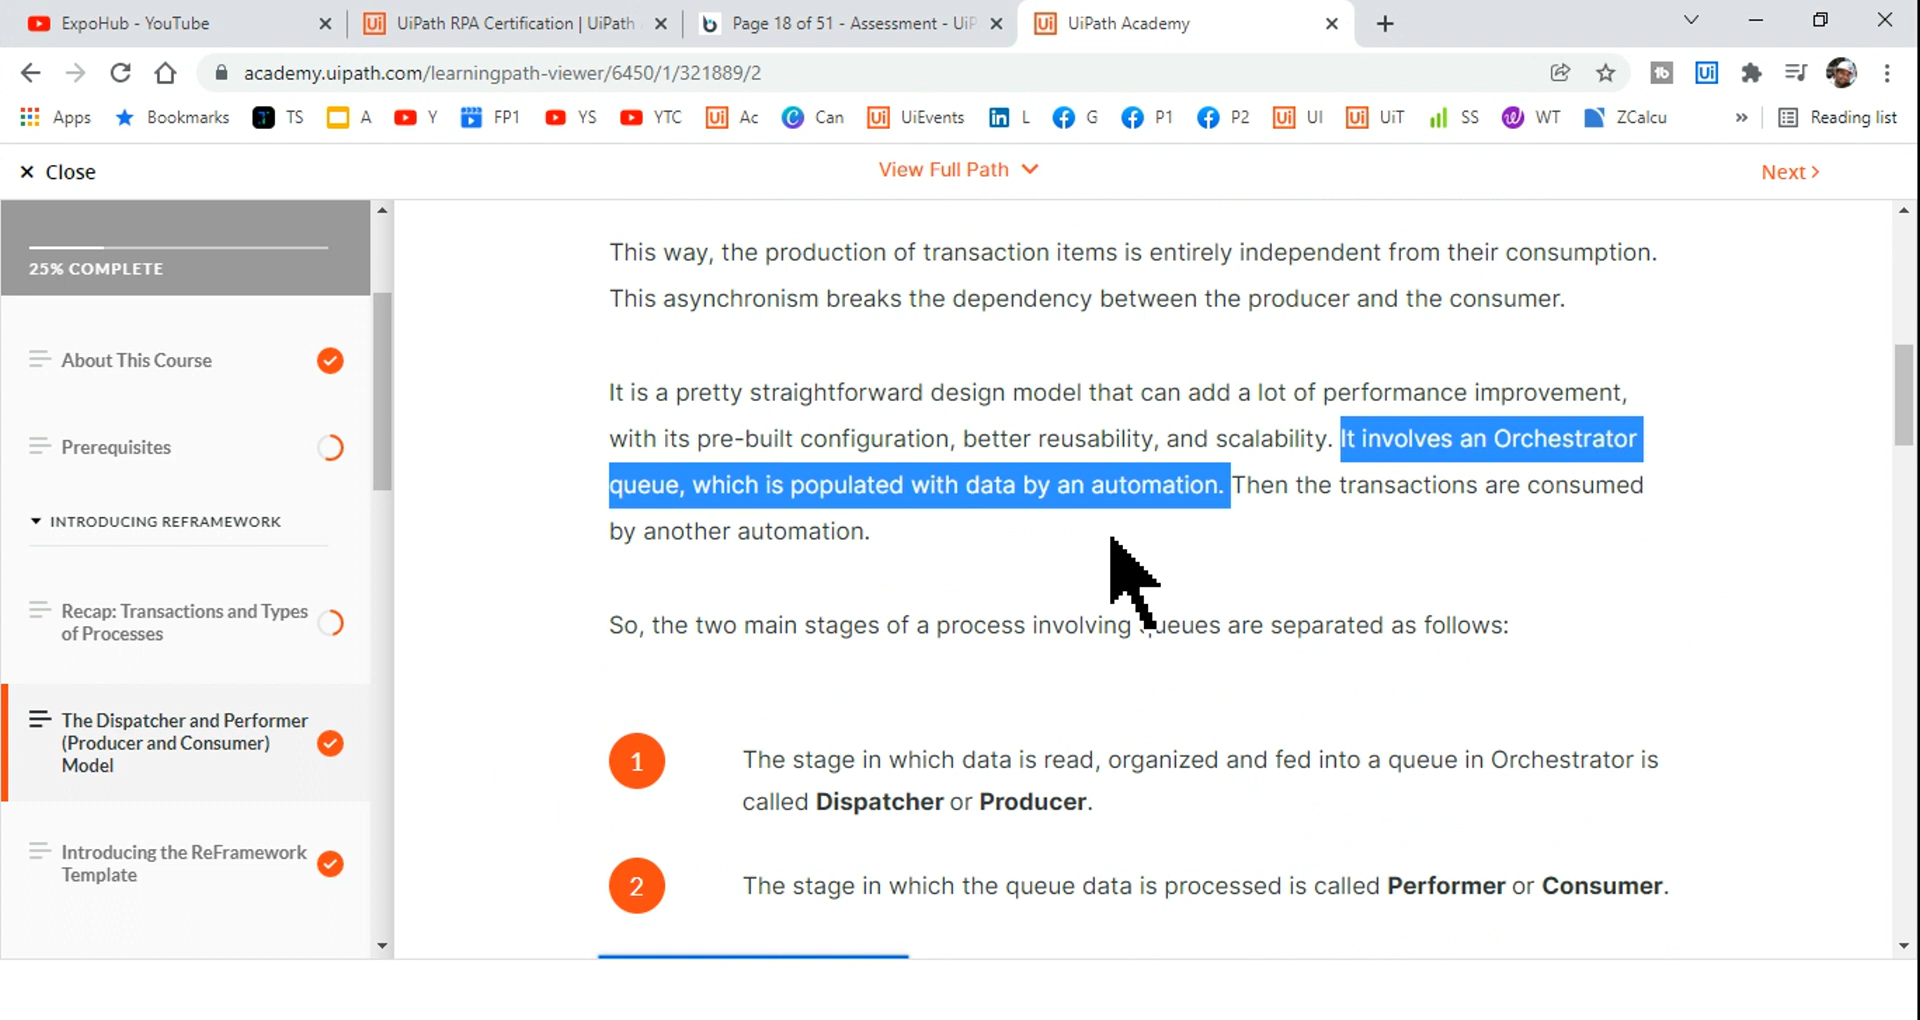 ExpoHub - YouTube
UiPath RPA Certification | UiPath
Page 18 of 51 - Assessment - UiP
UiPath Academy
academy.uipath.com/learningpath-viewer/6450/1/321889/2
Apps Bookmarks TS A Y FP1 YS YTC Ac Can UiEvents L G P1 P2 UI UiT SS WT ZCalcu » Reading list
Close
View Full Path
Next
25% COMPLETE
About This Course
Prerequisites
INTRODUCING REFRAMEWORK
Recap: Transactions and Types
of Processes
The Dispatcher and Performer
(Producer and Consumer)
Model
Introducing the ReFramework
Template
This way, the production of transaction items is entirely independent from their consumption.
This asynchronism breaks the dependency between the producer and the consumer.
It is a pretty straightforward design model that can add a lot of performance improvement,
with its pre-built configuration, better reusability, and scalability. It involves an Orchestrator
queue, which is populated with data by an automation. Then the transactions are consumed
by another automation.
So, the two main stages of a process involving queues are separated as follows:
1
The stage in which data is read, organized and fed into a queue in Orchestrator is
called Dispatcher or Producer.
2
The stage in which the queue data is processed is called Performer or Consumer.